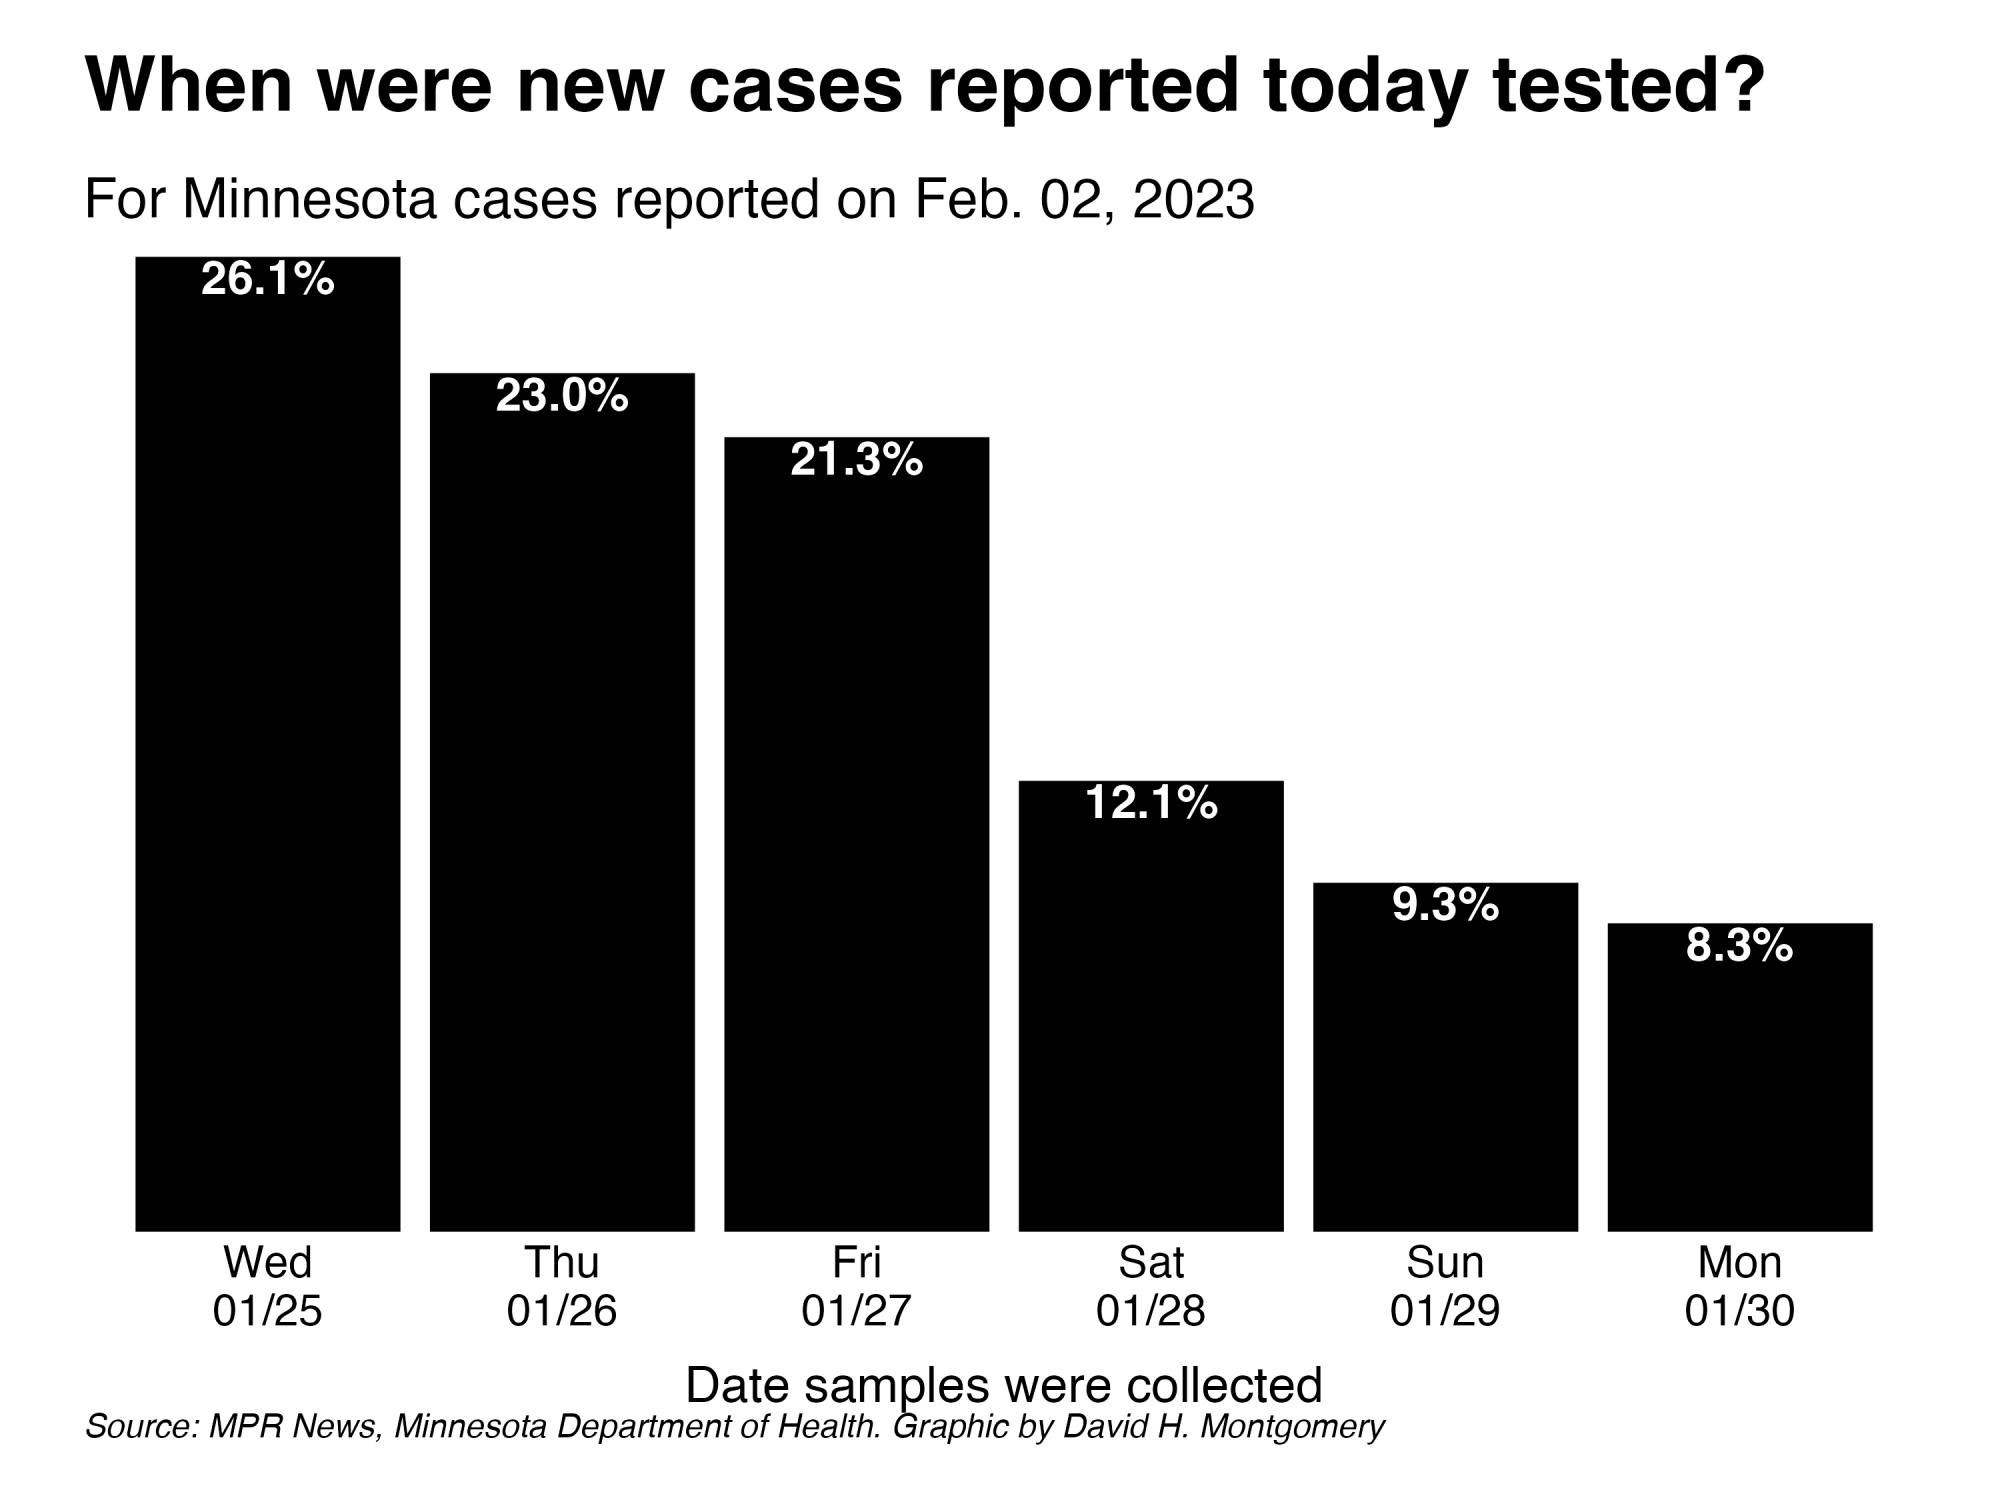 When were new cases reported today tested?
For Minnesota cases reported on Feb. 02, 2023
26.1%
23.0%
21.3%
12.1%
9.3%
8.3%
Wed Thu Fri Sat Sun Mon
01/25 01/26 01/27 01/28 01/29 01/30
Date samples were collected
Source: MPR News, Minnesota Department of Health. Graphic by David H. Montgomery